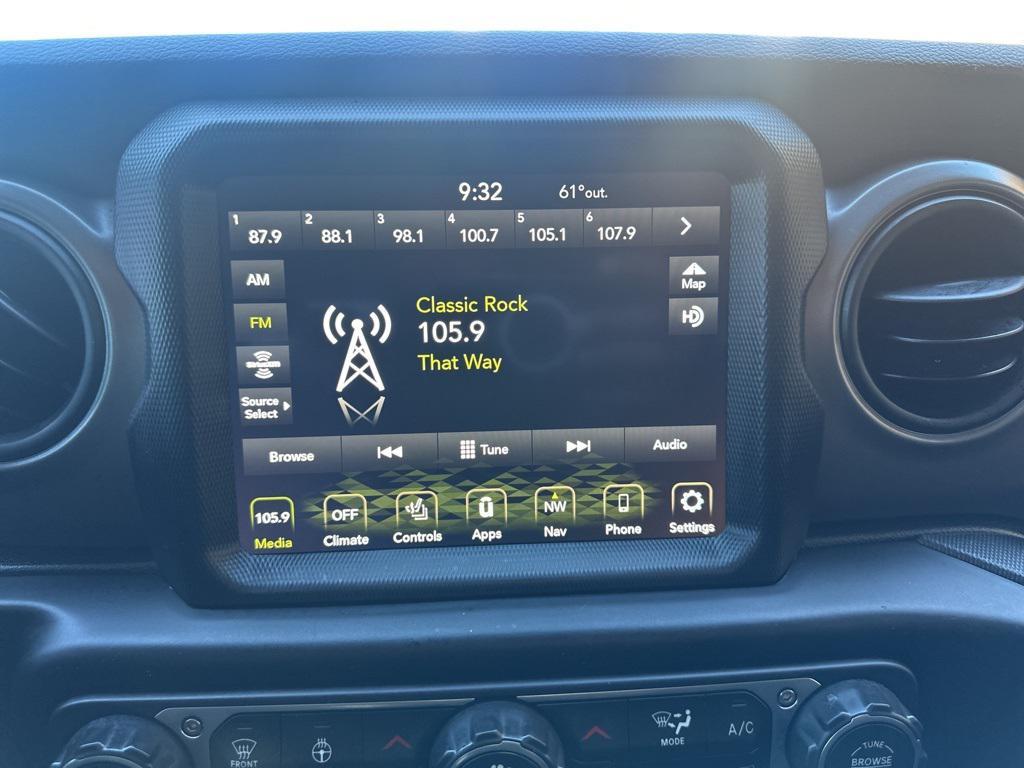 9:32 61°out.
1 2 3 4 5 6
87.9 88.1 98.1 100.7 105.1 107.9
AM
Map
Classic Rock
FM
105.9
HD
That Way
SiriusXM
Source
Select
Browse Tune Audio
105.9 OFF NW
Media Climate Controls Apps Nav Phone Settings
FRONT
MODE
A/C
TUNE
BROWSE